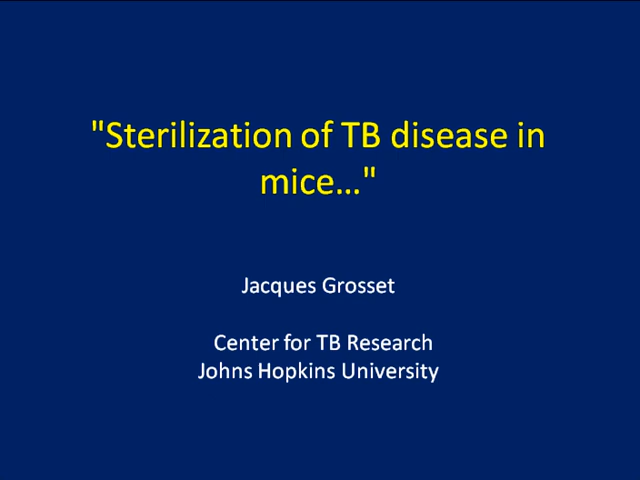 "Sterilization of TB disease in
mice…"
Jacques Grosset
Center for TB Research
Johns Hopkins University